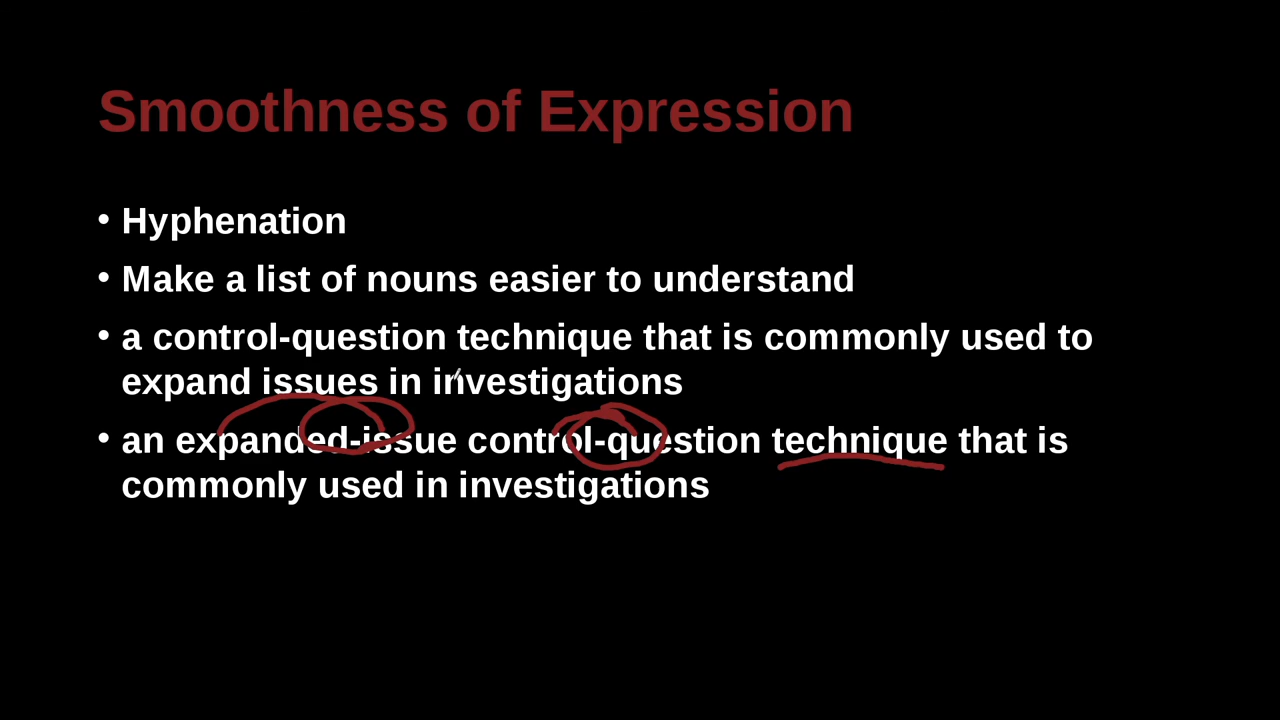 Smoothness of Expression
• Hyphenation
• Make a list of nouns easier to understand
• a control-question technique that is commonly used to
expand issues in investigations
• an expanded-issue control-question technique that is
commonly used in investigations